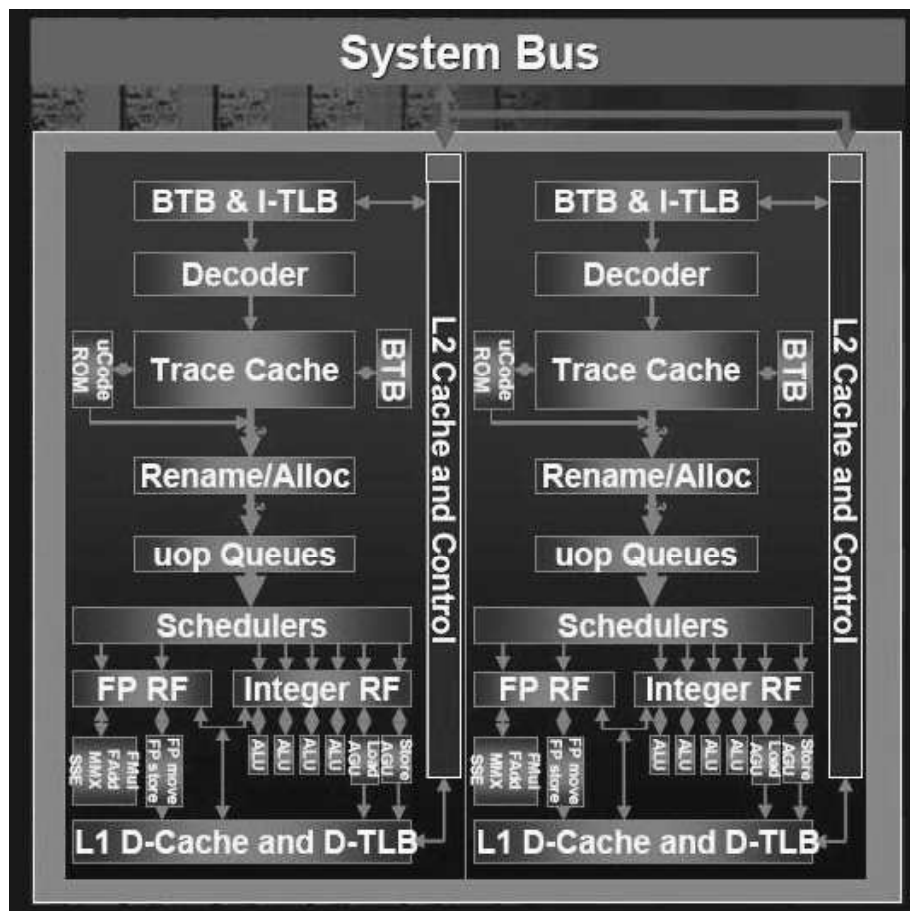 System Bus
BTB & I-TLB
Decoder
uCode
ROM
Trace Cache
BTB
3
Rename/Alloc
3
uop Queues
Schedulers
FP RF
Integer RF
FMul
FAdd
MMX
SSE
FP move
FP store
ALU
ALU
ALU
ALU
Load
AGU
Store
AGU
L1 D-Cache and D-TLB
L2 Cache and Control
BTB & I-TLB
Decoder
uCode
ROM
Trace Cache
BTB
3
Rename/Alloc
3
uop Queues
Schedulers
FP RF
Integer RF
FMul
FAdd
MMX
SSE
FP move
FP store
ALU
ALU
ALU
ALU
Load
AGU
Store
AGU
L1 D-Cache and D-TLB
L2 Cache and Control